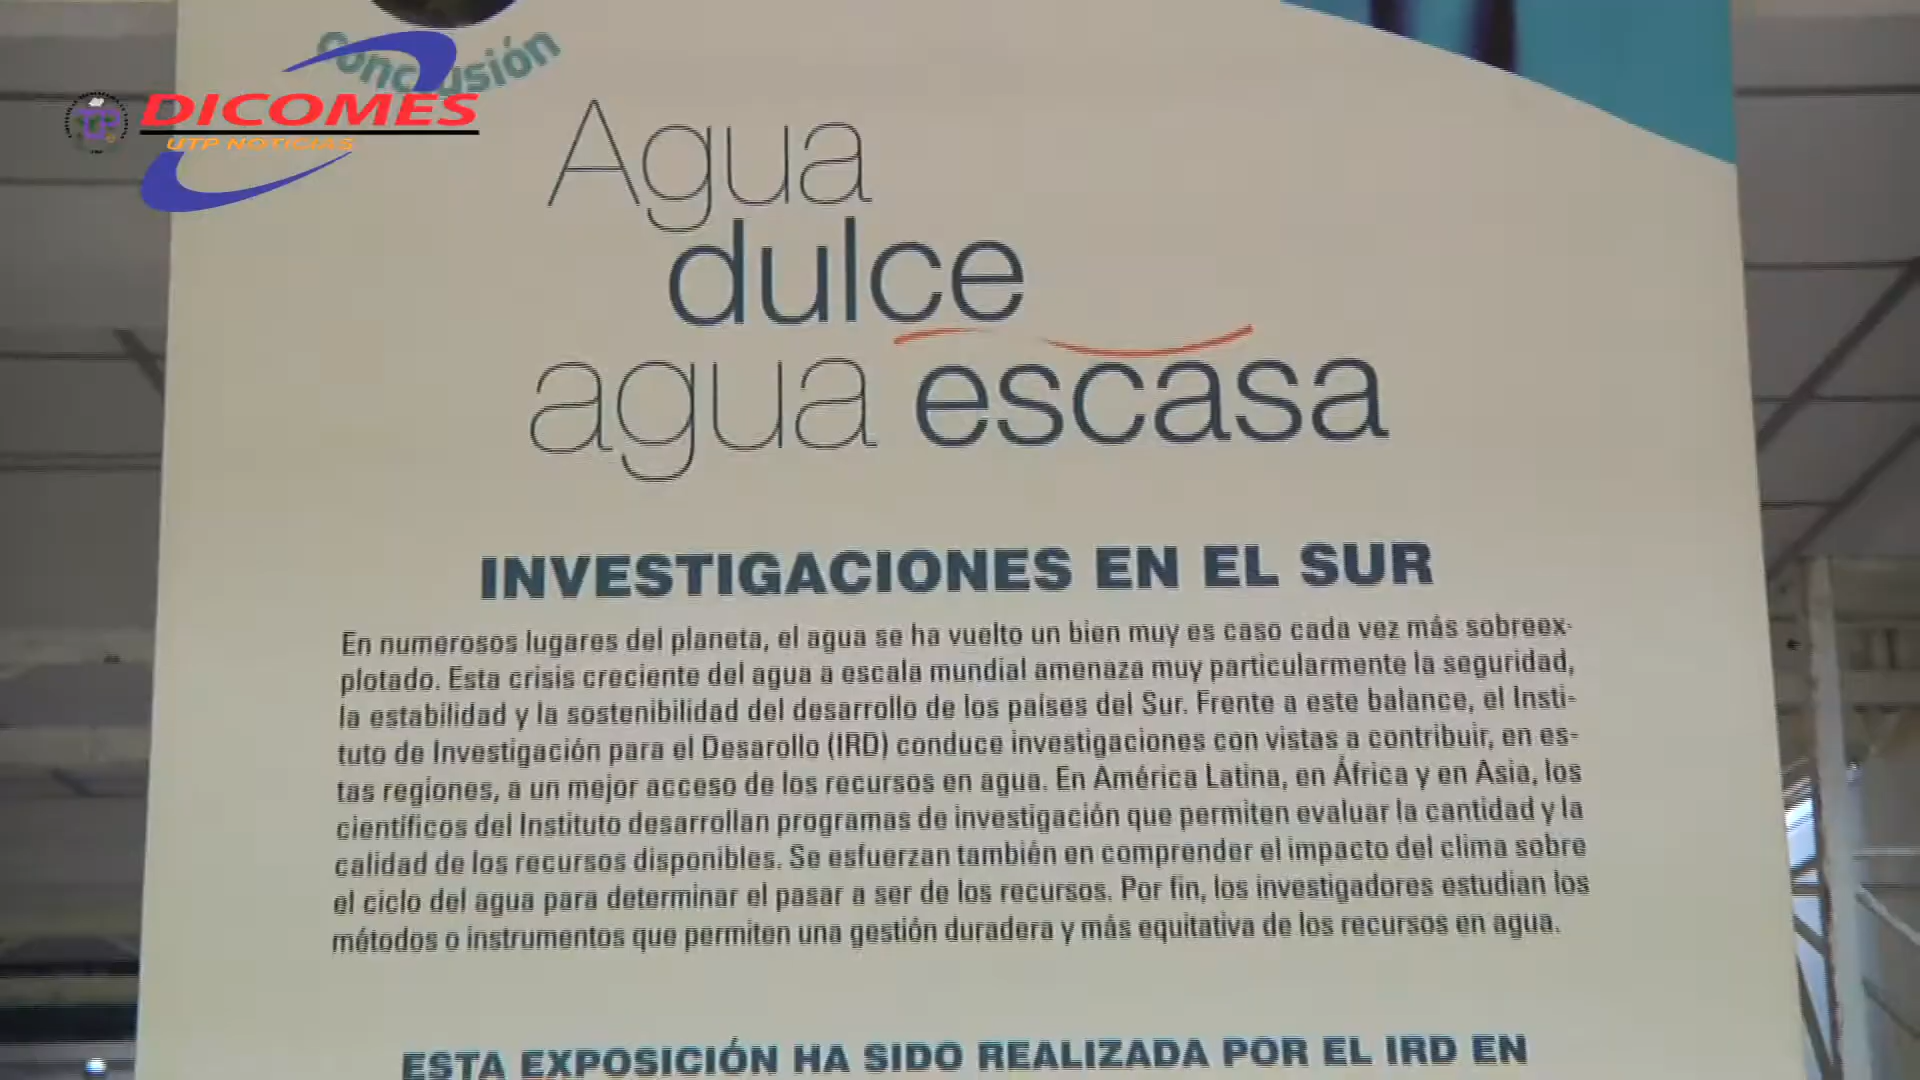 Conclusión
DICOMES
UTP NOTICIAS
Agua
dulce
agua escasa
INVESTIGACIONES EN EL SUR
En numerosos lugares del planeta, el agua se ha vuelto un bien muy es caso cada vez más sobreex-
plotado. Esta crisis creciente del agua a escala mundial amenaza muy particularmente la seguridad,
la estabilidad y la sostenibilidad del desarrollo de los países del Sur. Frente a este balance, el Insti-
tuto de Investigación para el Desarollo (IRD) conduce investigaciones con vistas a contribuir, en es-
tas regiones, a un mejor acceso de los recursos en agua. En América Latina, en África y en Asia, los
científicos del Instituto desarrollan programas de investigación que permiten evaluar la cantidad y la
calidad de los recursos disponibles. Se esfuerzan también en comprender el impacto del clima sobre
el ciclo del agua para determinar el pasar a ser de los recursos. Por fin, los investigadores estudian los
métodos o instrumentos que permiten una gestión duradera y más equitativa de los recursos en agua.
ESTA EXPOSICIÓN HA SIDO REALIZADA POR EL IRD EN